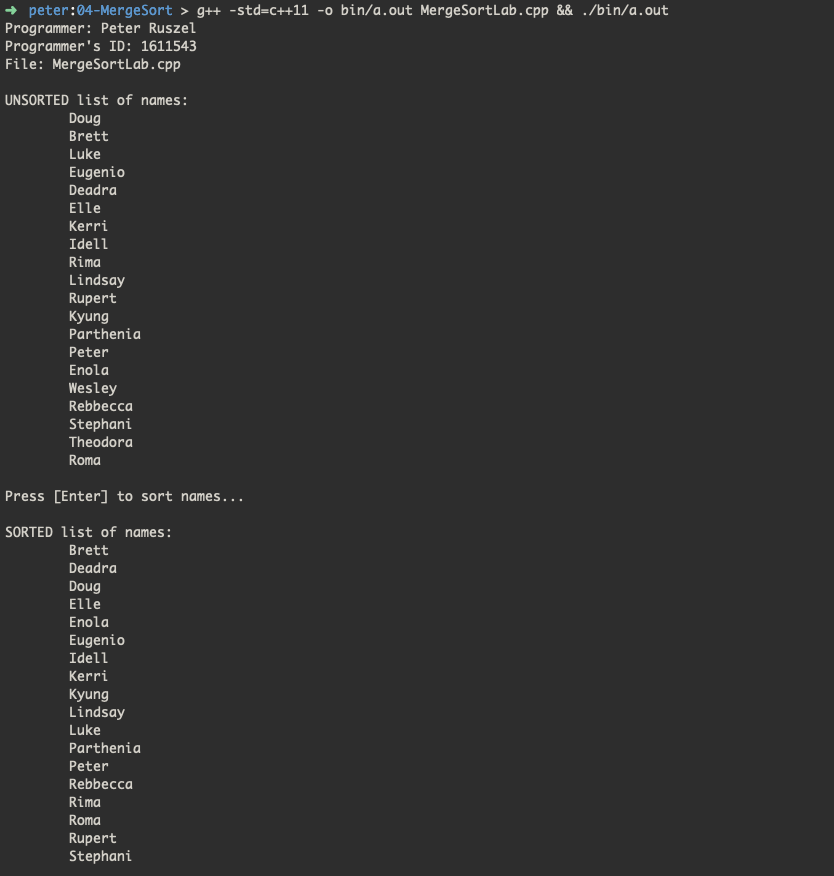 ➜ peter:04-MergeSort > g++ -std=c++11 -o bin/a.out MergeSortLab.cpp && ./bin/a.out
Programmer: Peter Ruszel
Programmer's ID: 1611543
File: MergeSortLab.cpp
UNSORTED list of names:
Doug
Brett
Luke
Eugenio
Deadra
Elle
Kerri
Idell
Rima
Lindsay
Rupert
Kyung
Parthenia
Peter
Enola
Wesley
Rebbecca
Stephani
Theodora
Roma
Press [Enter] to sort names...
SORTED list of names:
Brett
Deadra
Doug
Elle
Enola
Eugenio
Idell
Kerri
Kyung
Lindsay
Luke
Parthenia
Peter
Rebbecca
Rima
Roma
Rupert
Stephani